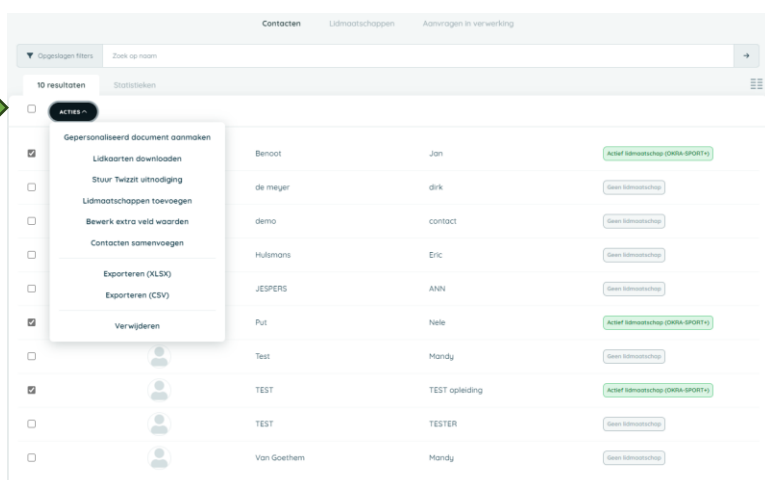 Contacten Lidmaatschappen Aanvragen in verwerking
Opgeslagen filters Zoek op naam
10 resultaten Statistieken
ACTIES
Gepersonaliseerd document aanmaken
Lidkaarten downloaden
Benoot Jan Actief lidmaatschap (OKRA-SPORT+)
Stuur Twizzit uitnodiging
de meyer dirk Geen lidmaatschap
Lidmaatschappen toevoegen
Bewerk extra veld waarden
demo contact Geen lidmaatschap
Contacten samenvoegen
Hulsmans Eric Geen lidmaatschap
Exporteren (XLSX)
JESPERS ANN Geen lidmaatschap
Exporteren (CSV)
Put Nele Actief lidmaatschap (OKRA-SPORT+)
Verwijderen
Test Mandy Geen lidmaatschap
TEST TEST opleiding Actief lidmaatschap (OKRA-SPORT+)
TEST TESTER Geen lidmaatschap
Van Goethem Mandy Geen lidmaatschap